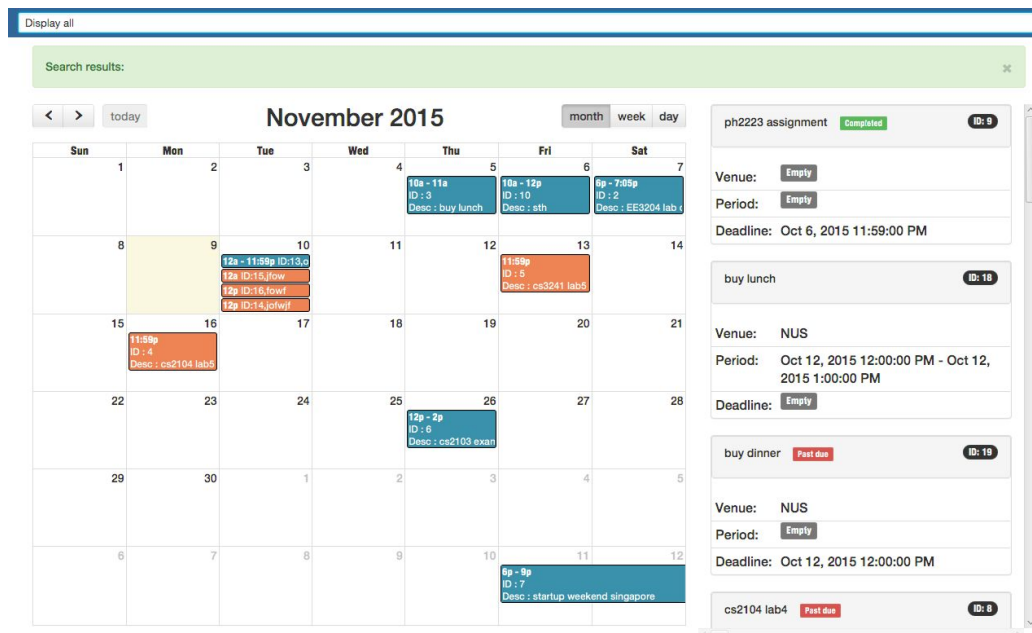 Display all
Search results: ×
< > today November 2015 month week day
Sun Mon Tue Wed Thu Fri Sat
1 2 3 4 5 6 7
10a - 11a
ID : 3
Desc : buy lunch
10a - 12p
ID : 10
Desc : sth
6p - 7:05p
ID : 2
Desc : EE3204 lab
8 9 10 11 12 13 14
12a - 11:59p ID:13,o
12a ID:15,jfow
12p ID:16,fowf
12p ID:14,jofwjf
11:59p
ID : 5
Desc : cs3241 lab5
15 16 17 18 19 20 21
11:59p
ID : 4
Desc : cs2104 lab5
22 23 24 25 26 27 28
12p - 2p
ID : 6
Desc : cs2103 exan
29 30 1 2 3 4 5
6 7 8 9 10 11 12
6p - 9p
ID : 7
Desc : startup weekend singapore
ph2223 assignment Completed ID: 9
Venue: Empty
Period: Empty
Deadline: Oct 6, 2015 11:59:00 PM
buy lunch ID: 18
Venue: NUS
Period: Oct 12, 2015 12:00:00 PM - Oct 12,
2015 1:00:00 PM
Deadline: Empty
buy dinner Past due ID: 19
Venue: NUS
Period: Empty
Deadline: Oct 12, 2015 12:00:00 PM
cs2104 lab4 Past due ID: 8